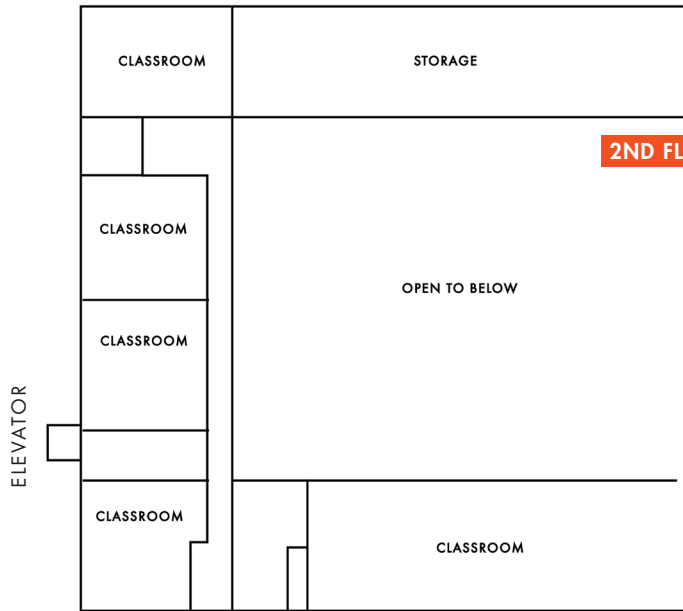 CLASSROOM
STORAGE
2ND FL
CLASSROOM
OPEN TO BELOW
CLASSROOM
ELEVATOR
CLASSROOM
CLASSROOM